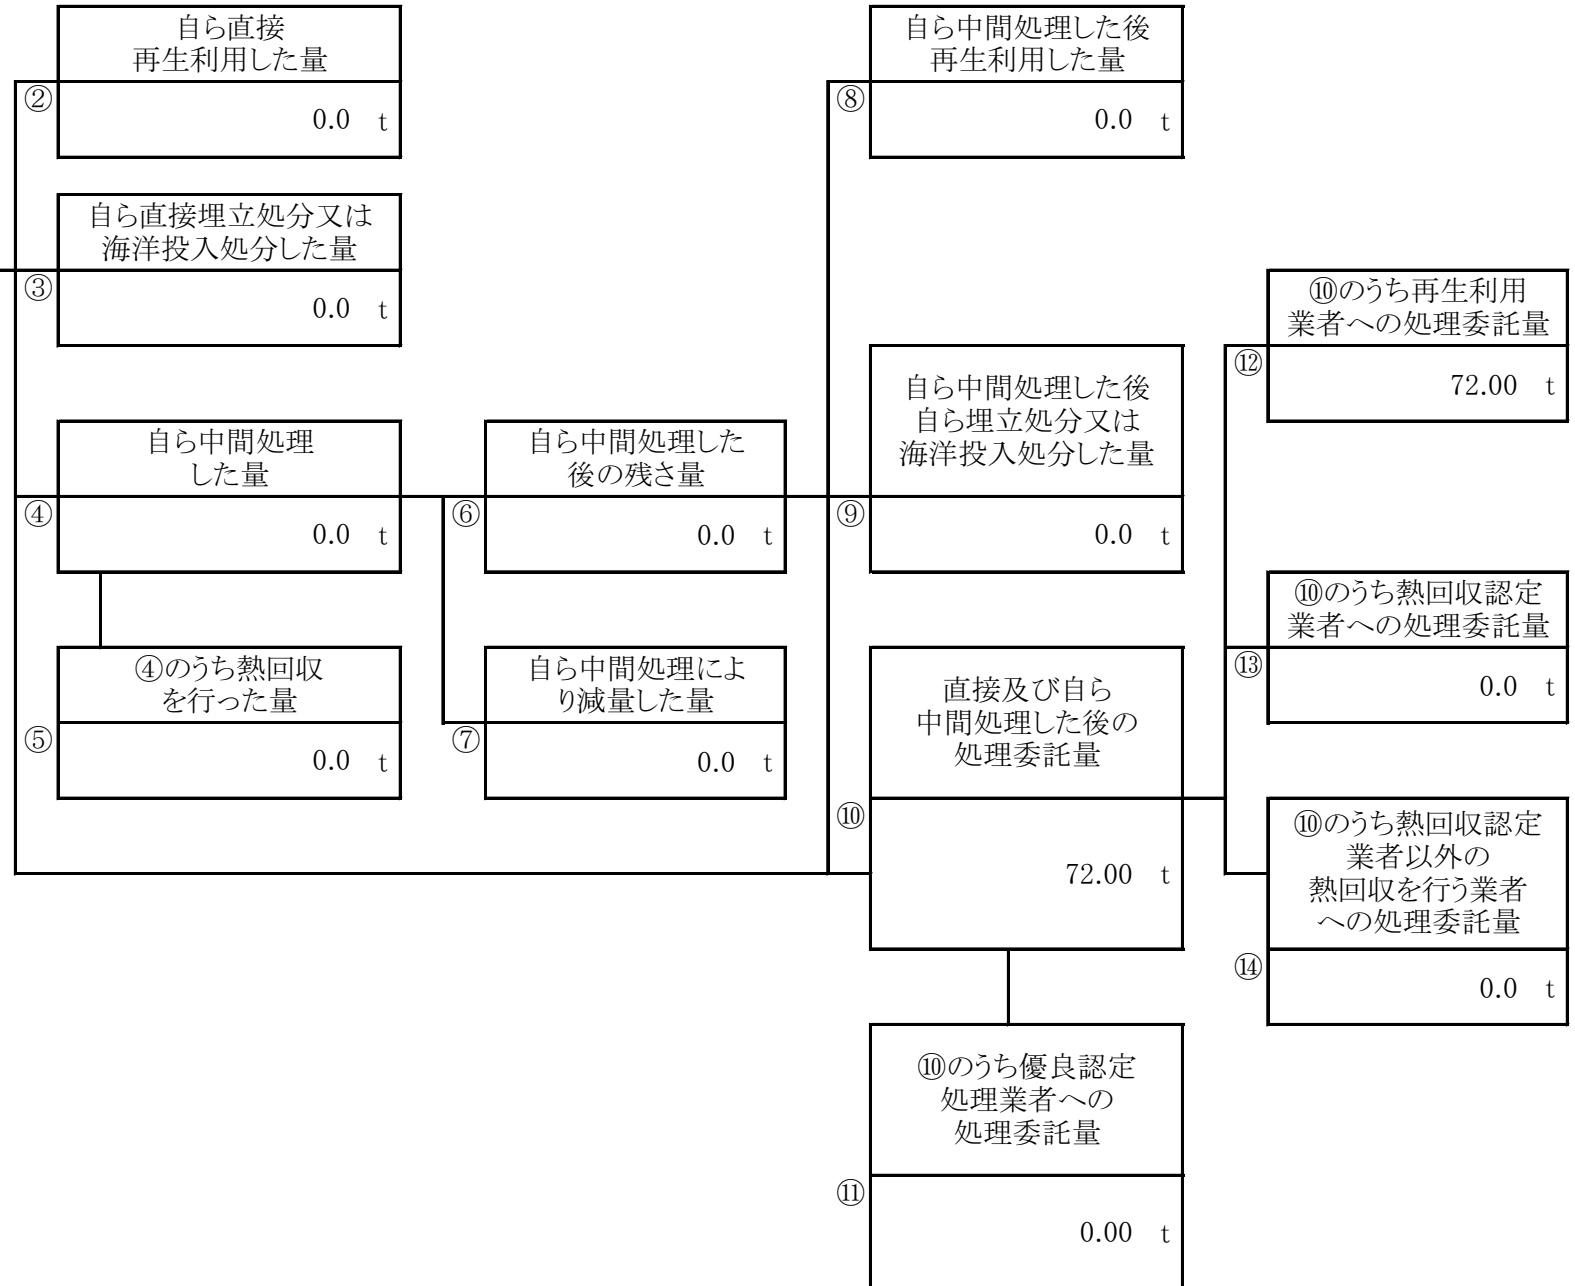 自ら直接
再生利用した量
②
0.0 t
自ら直接埋立処分又は
海洋投入処分した量
③
0.0 t
自ら中間処理
した量
④
0.0 t
④のうち熱回収
を行った量
⑤
0.0 t
自ら中間処理した
後の残さ量
⑥
0.0 t
自ら中間処理によ
り減量した量
⑦
0.0 t
自ら中間処理した後
再生利用した量
⑧
0.0 t
自ら中間処理した後
自ら埋立処分又は
海洋投入処分した量
⑨
0.0 t
直接及び自ら
中間処理した後の
処理委託量
⑩
72.00 t
⑩のうち優良認定
処理業者への
処理委託量
⑪
0.00 t
⑩のうち再生利用
業者への処理委託量
⑫
72.00 t
⑩のうち熱回収認定
業者への処理委託量
⑬
0.0 t
⑩のうち熱回収認定
業者以外の
熱回収を行う業者
への処理委託量
⑭
0.0 t